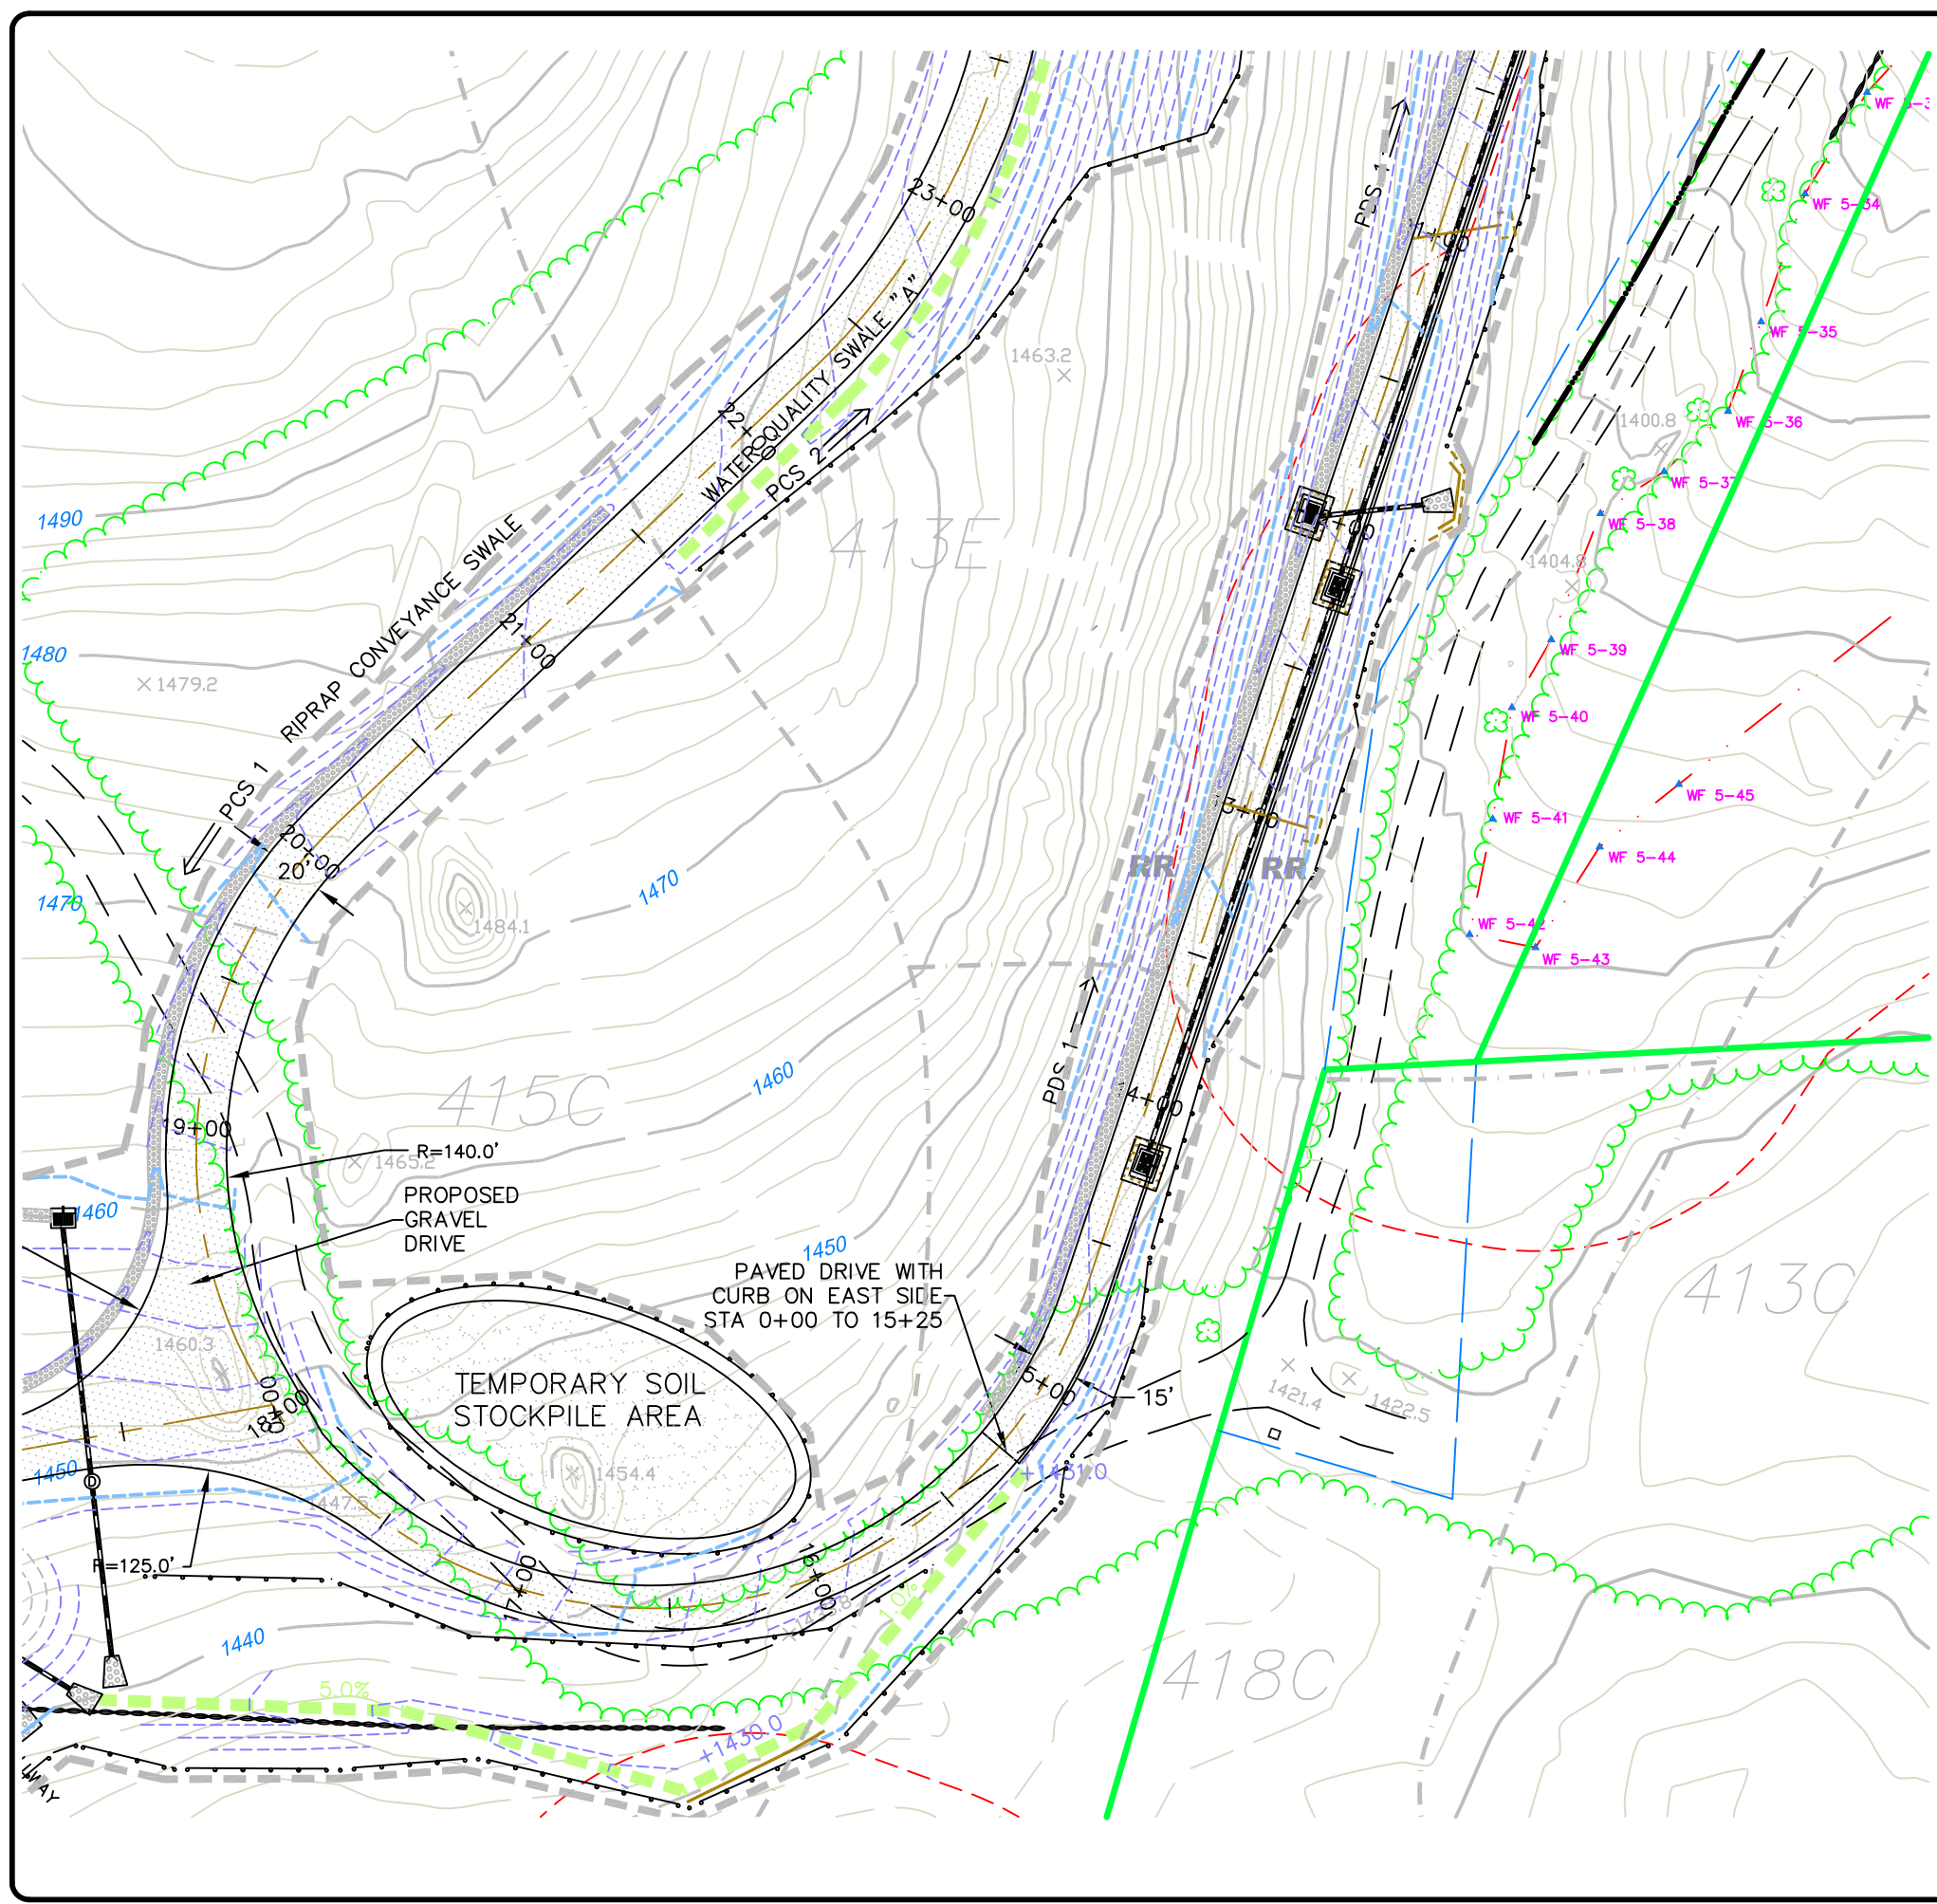 WF 5-34
WF 5-35
WF 5-36
WF 5-37
WF 5-38
WF 5-39
WF 5-40
WF 5-41
WF 5-42
WF 5-43
WF 5-44
WF 5-45
23+00
22+00
21+00
20+00
20'
19+00
18+00
17+00
16+00
WATER QUALITY SWALE "A"
PCS 2
RIPRAP CONVEYANCE SWALE
PCS 1
PDS 1
PDS 1
1463.2
1400.8
1404.8
413E
1490
1480
1479.2
1470
1484.1
1470
RR
RR
415C
1460
1465.2
R=140.0'
PROPOSED
GRAVEL
DRIVE
1460
1450
PAVED DRIVE WITH
CURB ON EAST SIDE
STA 0+00 TO 15+25
413C
1460.3
TEMPORARY SOIL
STOCKPILE AREA
15'
1421.4
1422.5
1450
D
1454.4
+1431.0
1447.5
R=125.0'
1.0%
1440
418C
5.0%
+1430.0